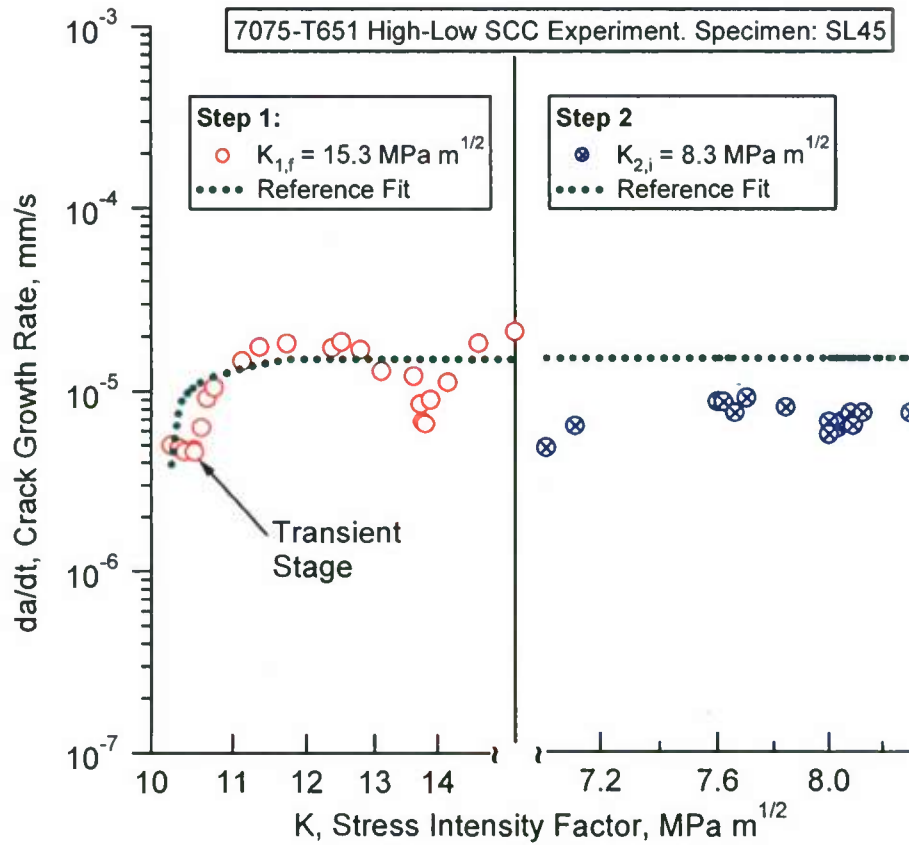 7075-T651 High-Low SCC Experiment. Specimen: SL45
Step 1:
K1,f = 15.3 MPa m^1/2
Reference Fit
Step 2
K2,i = 8.3 MPa m^1/2
Reference Fit
10^-3
10^-4
10^-5
10^-6
10^-7
da/dt, Crack Growth Rate, mm/s
Transient
Stage
10 11 12 13 14 ~ ~ 7.2 7.6 8.0
K, Stress Intensity Factor, MPa m^1/2